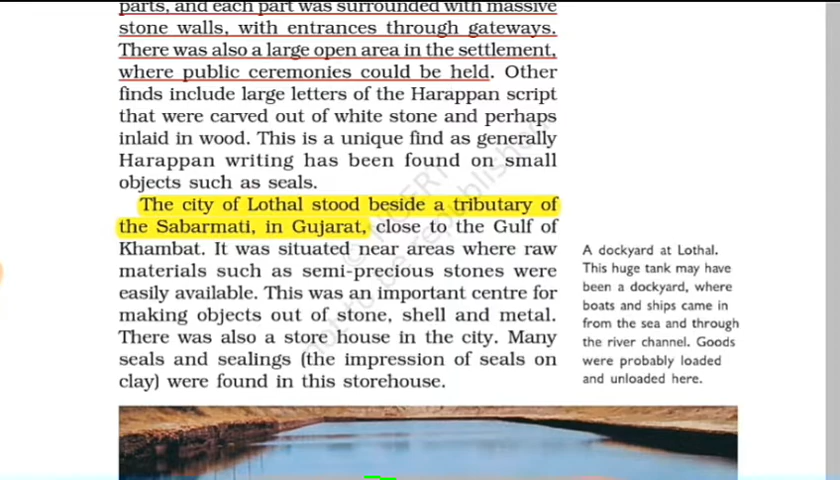 parts, and each part was surrounded with massive
stone walls, with entrances through gateways.
There was also a large open area in the settlement,
where public ceremonies could be held. Other
finds include large letters of the Harappan script
that were carved out of white stone and perhaps
inlaid in wood. This is a unique find as generally
Harappan writing has been found on small
objects such as seals.
The city of Lothal stood beside a tributary of
the Sabarmati, in Gujarat, close to the Gulf of
Khambat. It was situated near areas where raw
materials such as semi-precious stones were
easily available. This was an important centre for
making objects out of stone, shell and metal.
There was also a store house in the city. Many
seals and sealings (the impression of seals on
clay) were found in this storehouse.
A dockyard at Lothal.
This huge tank may have
been a dockyard, where
boats and ships came in
from the sea and through
the river channel. Goods
were probably loaded
and unloaded here.
© NCERT
not to be republished